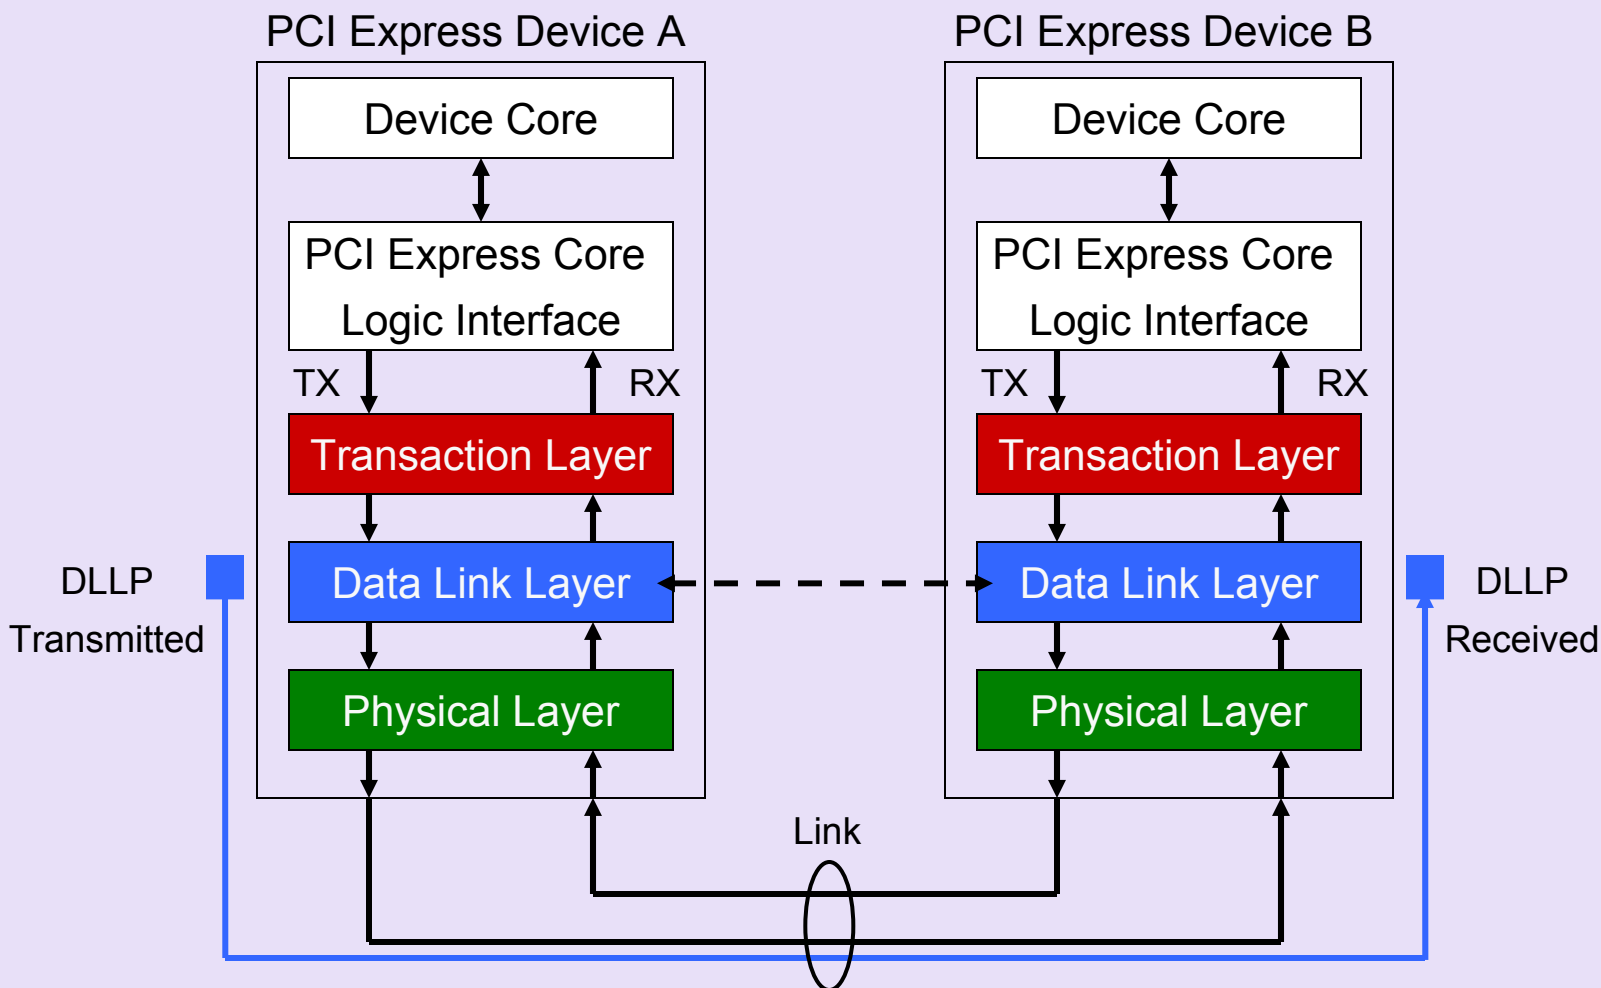 PCI Express Device A
PCI Express Device B
Device Core
Device Core
PCI Express Core
Logic Interface
PCI Express Core
Logic Interface
TX
RX
TX
RX
Transaction Layer
Transaction Layer
DLLP
Transmitted
Data Link Layer
Data Link Layer
DLLP
Received
Physical Layer
Physical Layer
Link